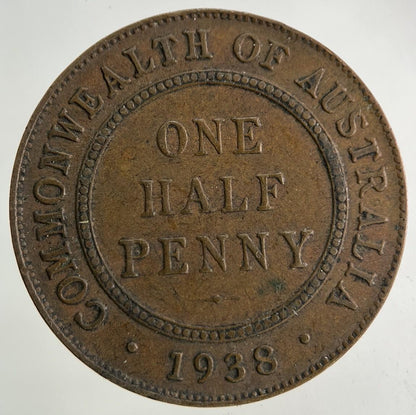 COMMONWEALTH OF AUSTRALIA
ONE
HALF
PENNY
· 1938 ·